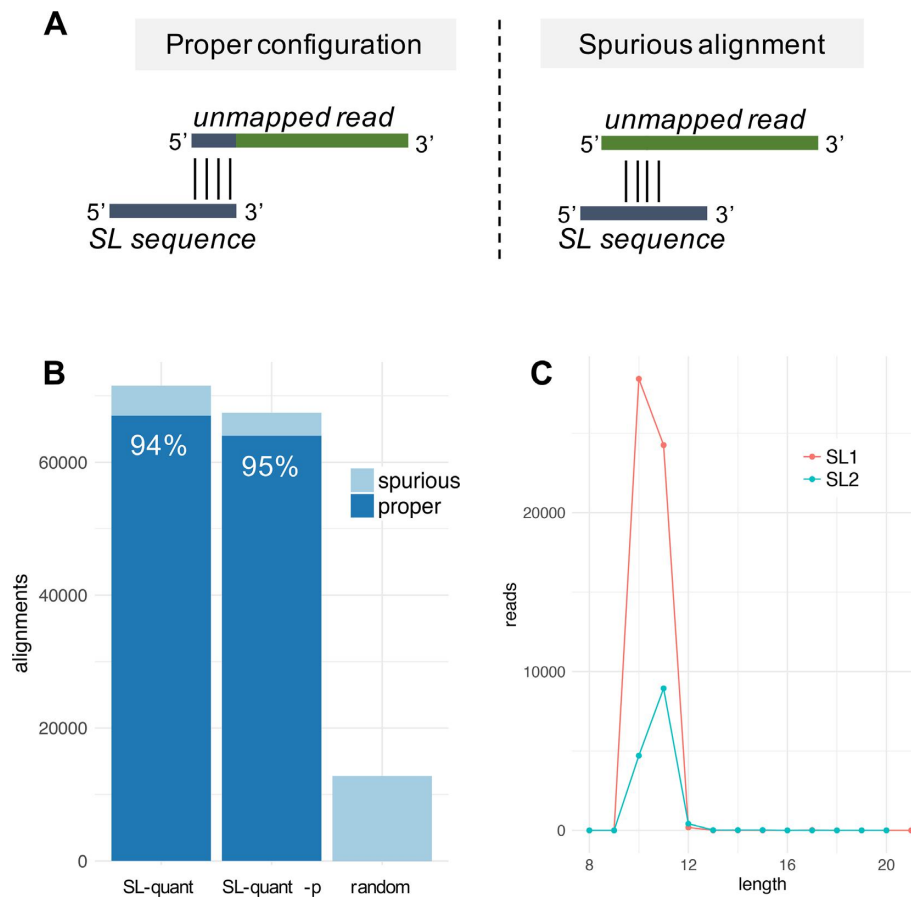 A
Proper configuration
Spurious alignment
unmapped read
5’ 3’
5’ 3’
SL sequence
unmapped read
5’ 3’
5’ 3’
SL sequence
B
94%
95%
spurious
proper
60000
40000
20000
0
alignments
SL-quant SL-quant -p random
C
SL1
SL2
20000
10000
0
reads
8 12 16 20
length